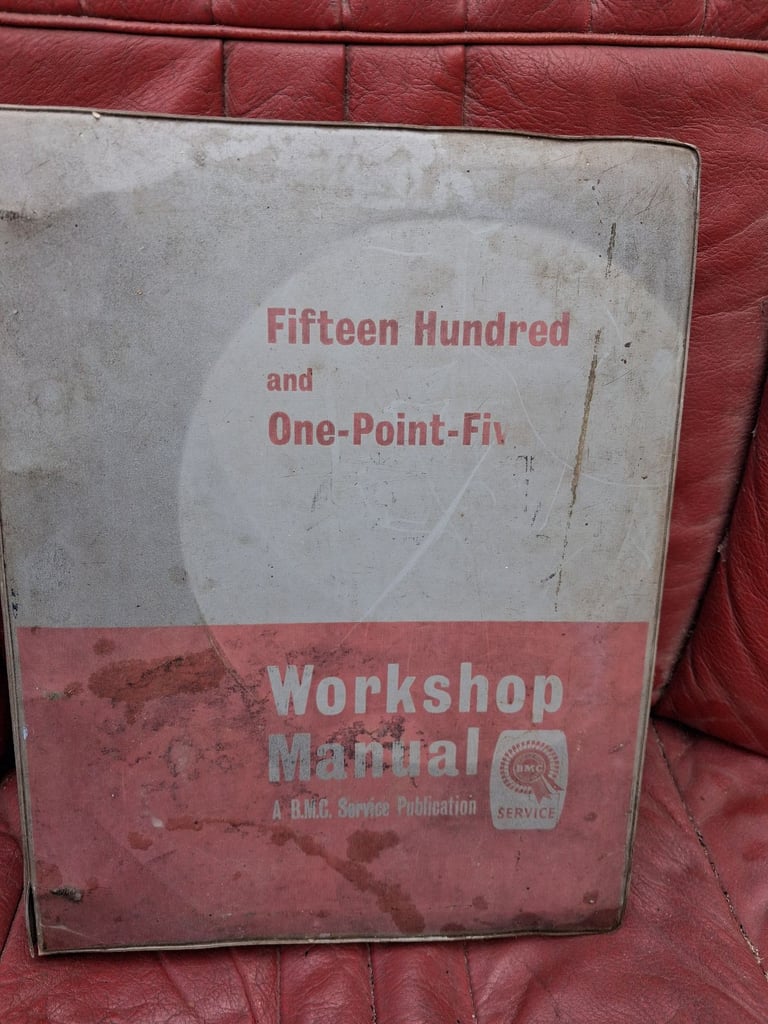 Fifteen Hundred
and
One-Point-Fiv
Workshop
Manual
A B.M.C. Service Publication
BMC
SERVICE